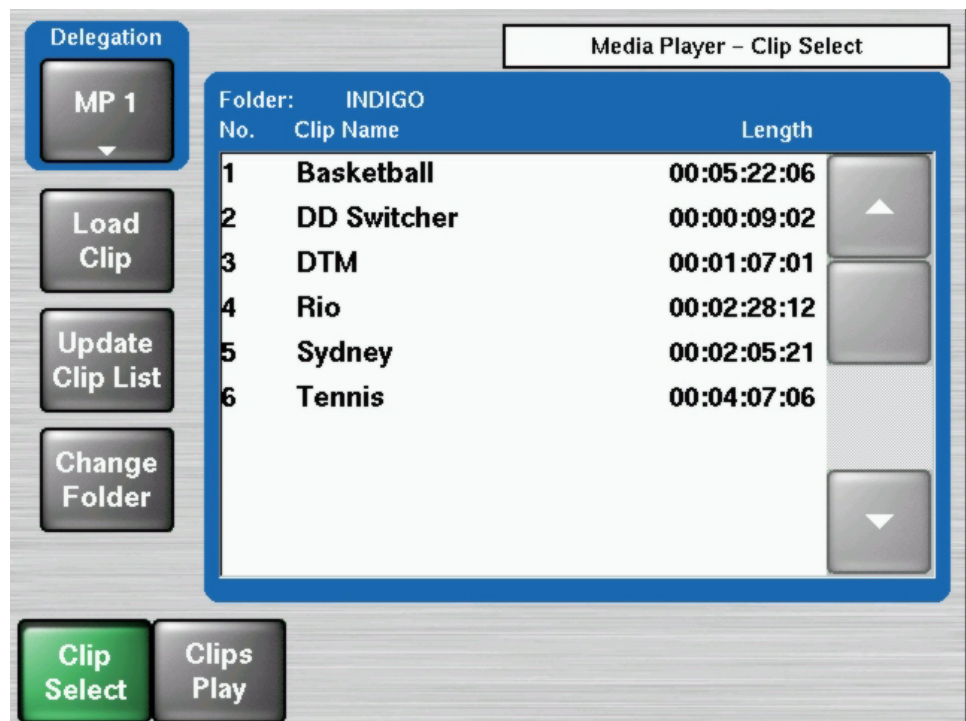 Delegation
MP 1
Media Player – Clip Select
Folder: INDIGO
No. Clip Name Length
1 Basketball 00:05:22:06
2 DD Switcher 00:00:09:02
3 DTM 00:01:07:01
4 Rio 00:02:28:12
5 Sydney 00:02:05:21
6 Tennis 00:04:07:06
Load
Clip
Update
Clip List
Change
Folder
Clip
Select
Clips
Play